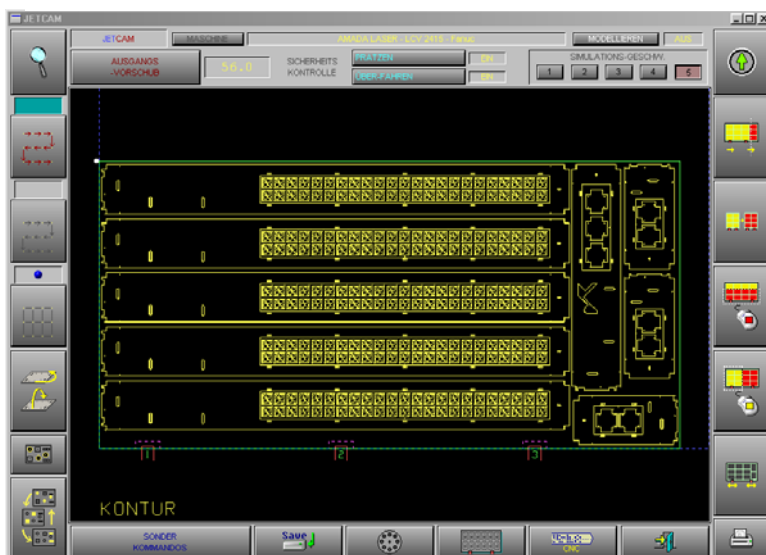 JETCAM
JETCAM MASCHINE AMADA LASER - LCV 2415 - Fanuc MODELLIEREN AUS
AUSGANGS
-VORSCHUB
56.0
SICHERHEITS
KONTROLLE
PRATZEN EIN
ÜBER-FAHREN EIN
SIMULATIONS-GESCHW.
1 2 3 4 5
1 2 3
KONTUR
SONDER
KOMMANDOS
Save
CNC